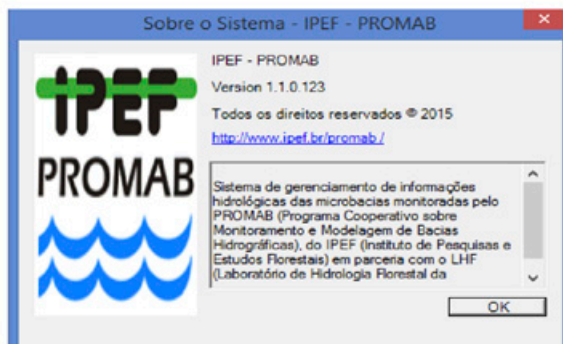 Sobre o Sistema - IPEF - PROMAB
IPEF
PROMAB
IPEF - PROMAB
Version 1.1.0.123
Todos os direitos reservados ® 2015
http://www.ipef.br/promab /
Sistema de gerenciamento de informações
hidrológicas das microbacias monitoradas pelo
PROMAB (Programa Cooperativo sobre
Monitoramento e Modelagem de Bacias
Hidrográficas), do IPEF (Instituto de Pesquisas e
Estudos Florestais) em parceria com o LHF
(Laboratório de Hidrologia Florestal da
OK